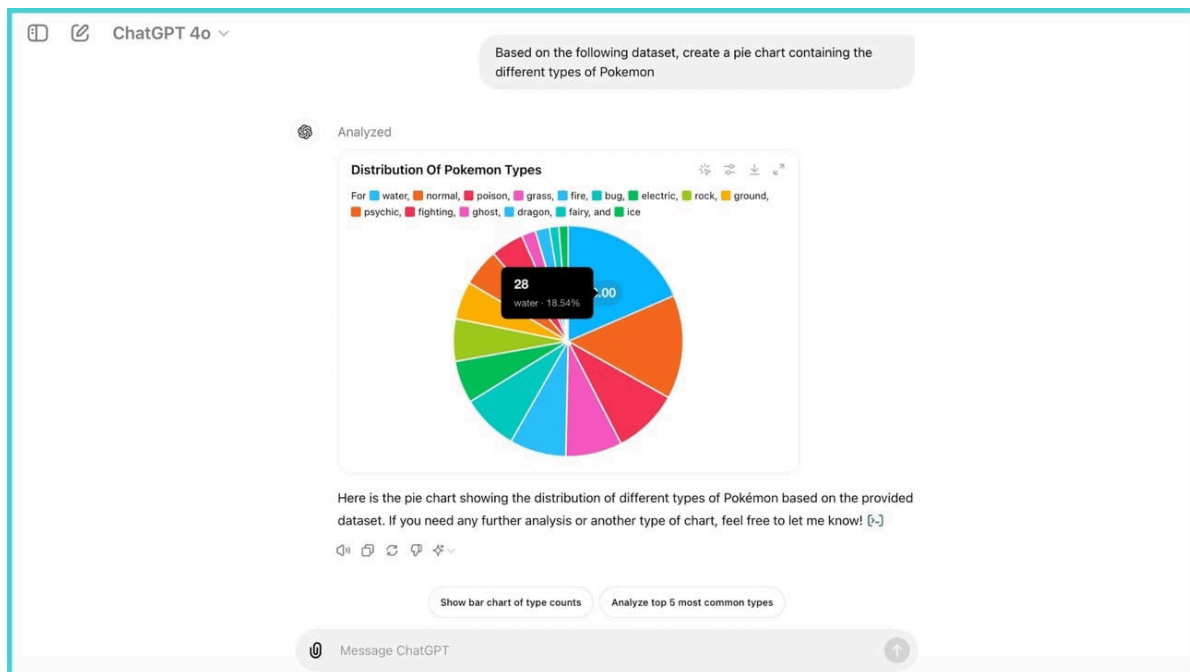 ChatGPT 4o
Based on the following dataset, create a pie chart containing the
different types of Pokemon
Analyzed
Distribution Of Pokemon Types
For water, normal, poison, grass, fire, bug, electric, rock, ground,
psychic, fighting, ghost, dragon, fairy, and ice
28
.00
water · 18.54%
Here is the pie chart showing the distribution of different types of Pokémon based on the provided
dataset. If you need any further analysis or another type of chart, feel free to let me know! [>-]
Show bar chart of type counts
Analyze top 5 most common types
Message ChatGPT